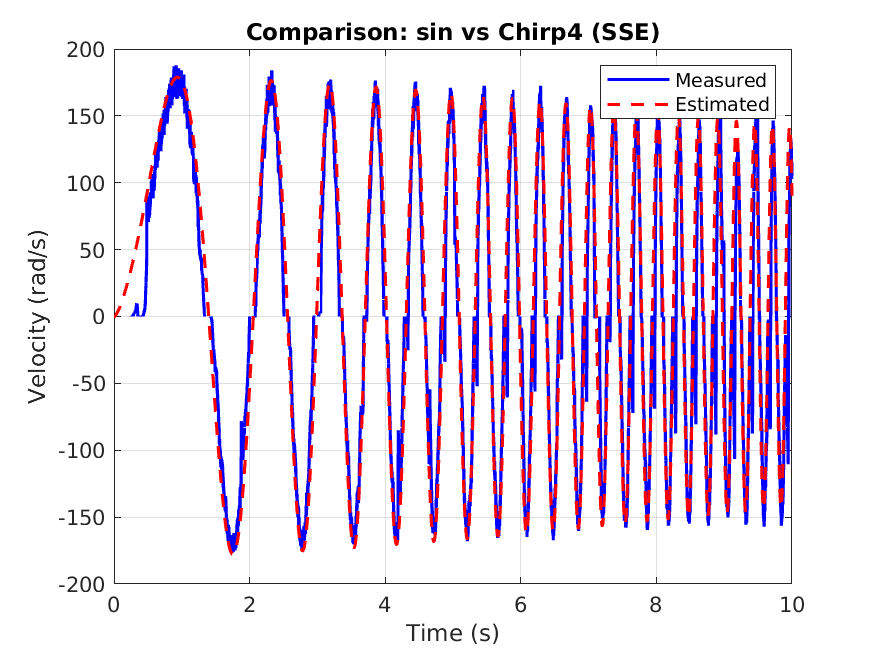 Comparison: sin vs Chirp4 (SSE)
Measured
Estimated
200
150
100
50
0
-50
-100
-150
-200
Velocity (rad/s)
0 2 4 6 8 10
Time (s)